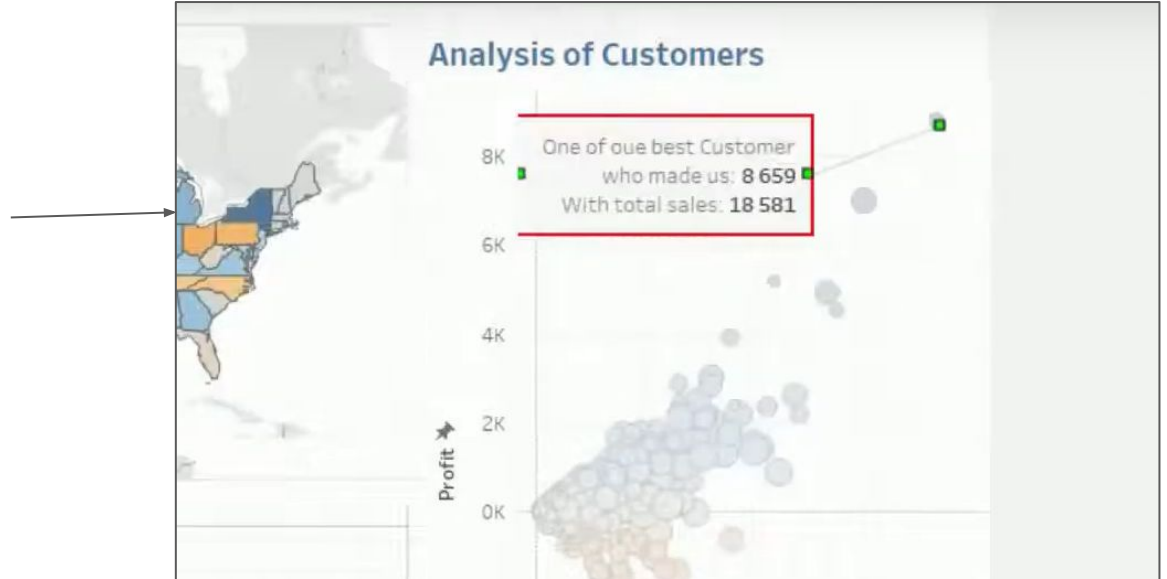 Analysis of Customers
One of oue best Customer
who made us: 8 659
With total sales: 18 581
8K
6K
4K
2K
0K
Profit